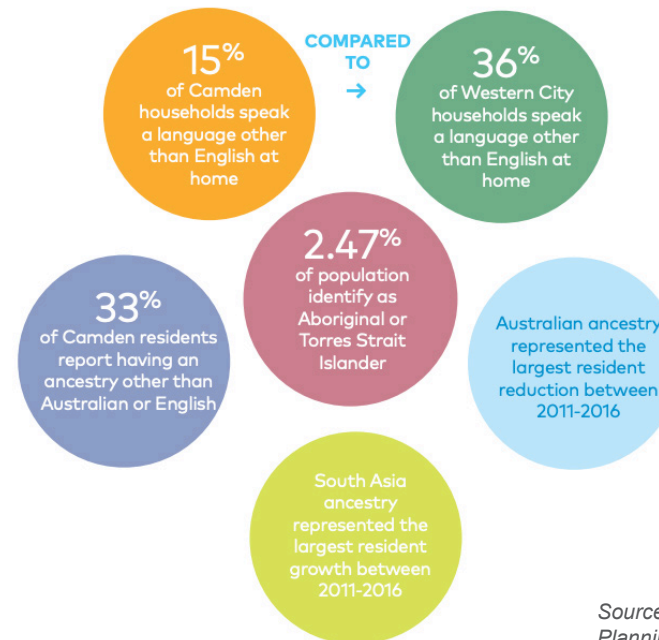 15%
of Camden
households speak
a language other
than English at
home
COMPARED
TO
→
36%
of Western City
households speak
a language other
than English at
home
2.47%
of population
identify as
Aboriginal or
Torres Strait
Islander
33%
of Camden residents
report having an
ancestry other than
Australian or English
Australian ancestry
represented the
largest resident
reduction between
2011-2016
South Asia
ancestry
represented the
largest resident
growth between
2011-2016
Source